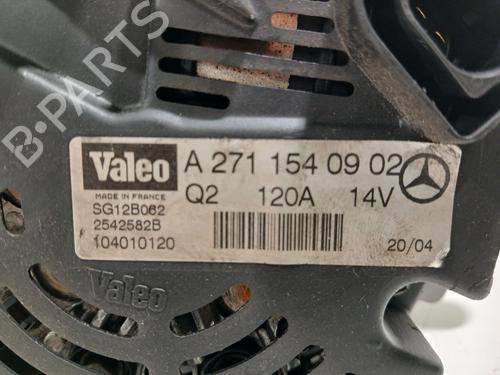 B-PARTS
Valeo A 271 154 09 02
MADE IN FRANCE Q2 120A 14V
SG12B062
2542582B
104010120 20/04
Valeo